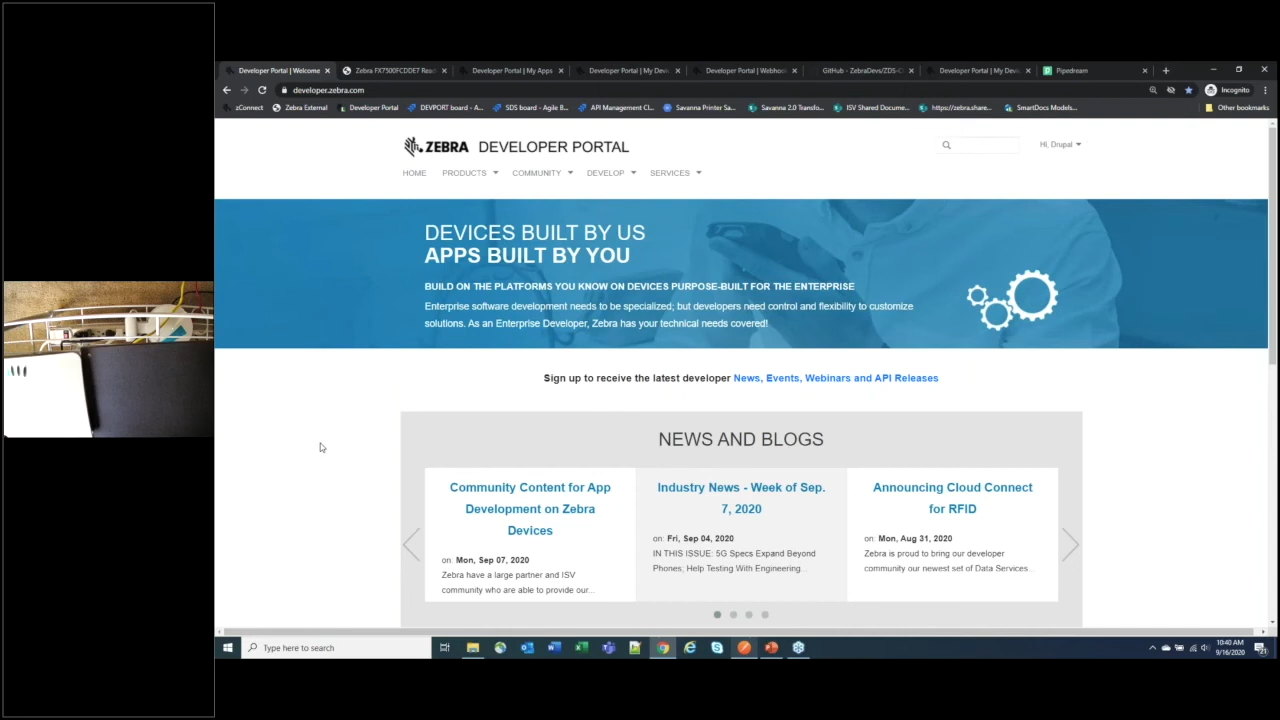 Developer Portal | Welcome
Zebra FX7500FCDDE7 Read
Developer Portal | My Apps
Developer Portal | My Dev
Developer Portal | Webhook
GitHub - ZebraDevs/ZDS-C
Developer Portal | My Devic
Pipedream
developer.zebra.com
Incognito
zConnect
Zebra External
Developer Portal
DEVPORT board - A...
SDS board - Agile B...
API Management Cl...
Savanna Printer Sa...
Savanna 2.0 Transfo...
ISV Shared Docume...
https://zebra.share...
SmartDocs Models...
Other bookmarks
ZEBRA DEVELOPER PORTAL
Hi, Drupal
HOME PRODUCTS COMMUNITY DEVELOP SERVICES
DEVICES BUILT BY US
APPS BUILT BY YOU
BUILD ON THE PLATFORMS YOU KNOW ON DEVICES PURPOSE-BUILT FOR THE ENTERPRISE
Enterprise software development needs to be specialized; but developers need control and flexibility to customize
solutions. As an Enterprise Developer, Zebra has your technical needs covered!
Sign up to receive the latest developer News, Events, Webinars and API Releases
NEWS AND BLOGS
Community Content for App
Development on Zebra
Devices
on: Mon, Sep 07, 2020
Zebra have a large partner and ISV
community who are able to provide our...
Industry News - Week of Sep.
7, 2020
on: Fri, Sep 04, 2020
IN THIS ISSUE: 5G Specs Expand Beyond
Phones; Help Testing With Engineering...
Announcing Cloud Connect
for RFID
on: Mon, Aug 31, 2020
Zebra is proud to bring our developer
community our newest set of Data Services...
Type here to search
10:40 AM
9/16/2020